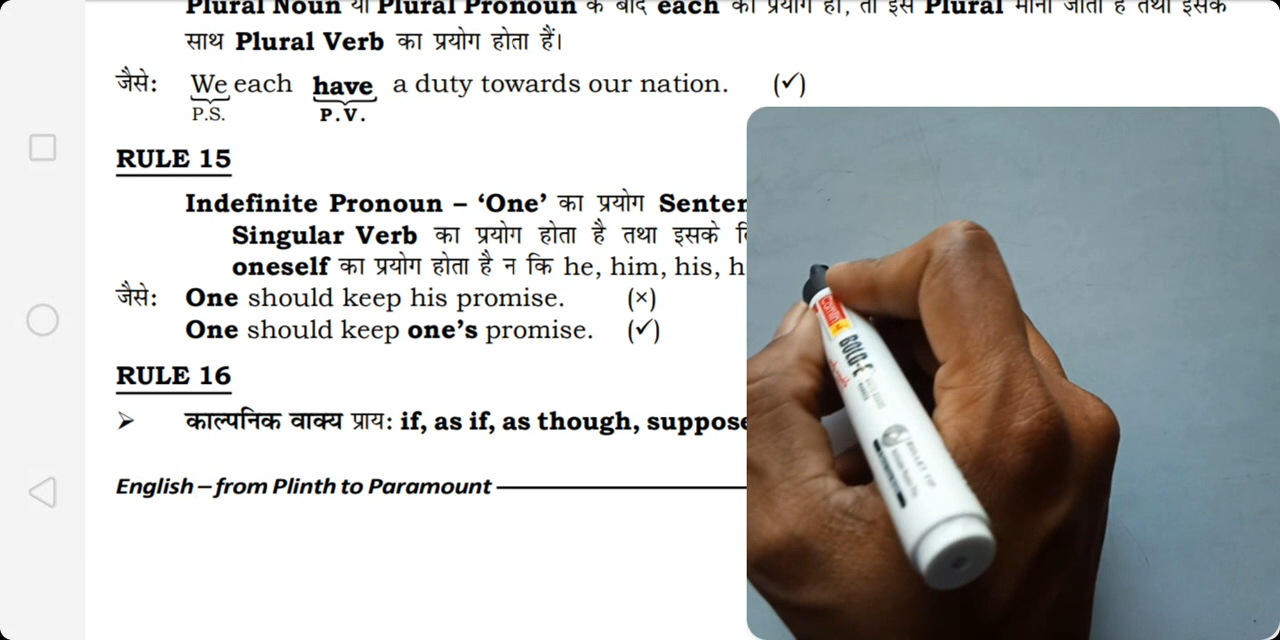 Plural Noun या Plural Pronoun के बाद each का प्रयोग हो, तो इसे Plural माना जाता है तथा इसके
साथ Plural Verb का प्रयोग होता हैं।
जैसे: We each have a duty towards our nation. (✓)
P.S. P.V.
RULE 15
Indefinite Pronoun – ‘One’ का प्रयोग
Singular Verb का प्रयोग होता है तथा इसके
oneself का प्रयोग होता है न कि he, him, his,
जैसे: One should keep his promise. (×)
One should keep one’s promise. (✓)
RULE 16
➢ काल्पनिक वाक्य प्राय: if, as if, as though, suppose
English – from Plinth to Paramount